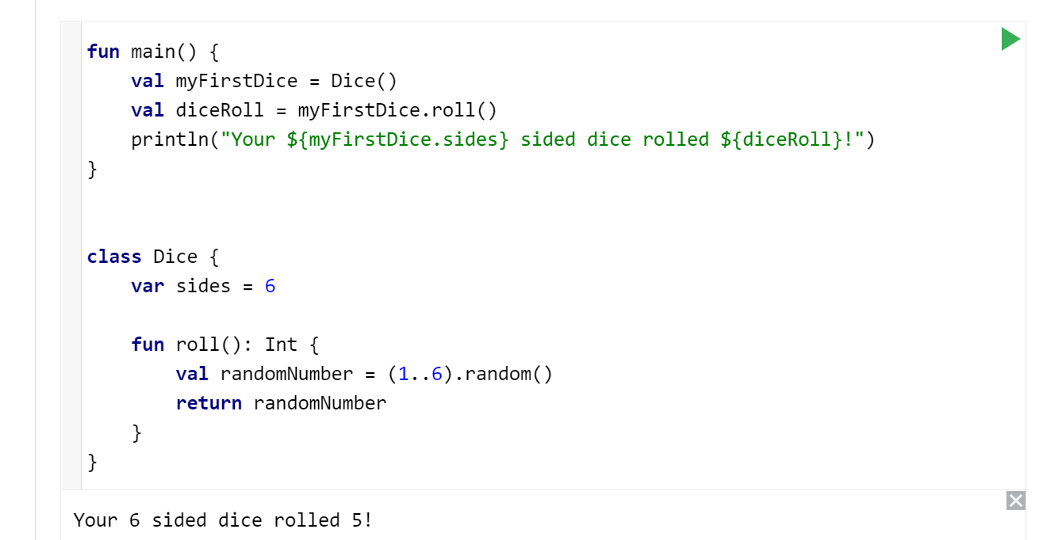 fun main() {
    val myFirstDice = Dice()
    val diceRoll = myFirstDice.roll()
    println("Your ${myFirstDice.sides} sided dice rolled ${diceRoll}!")
}
class Dice {
    var sides = 6
    fun roll(): Int {
        val randomNumber = (1..6).random()
        return randomNumber
    }
}
Your 6 sided dice rolled 5!